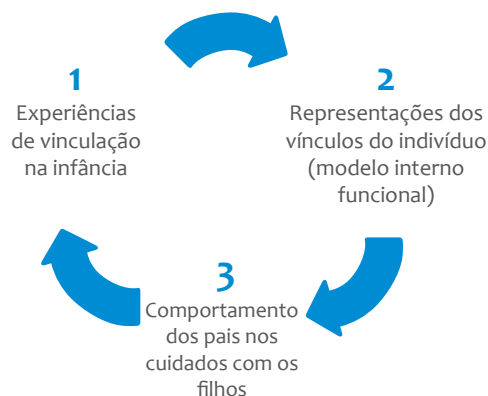 1
Experiências
de vinculação
na infância
2
Representações dos
vínculos do indivíduo
(modelo interno
funcional)
3
Comportamento
dos pais nos
cuidados com os
filhos